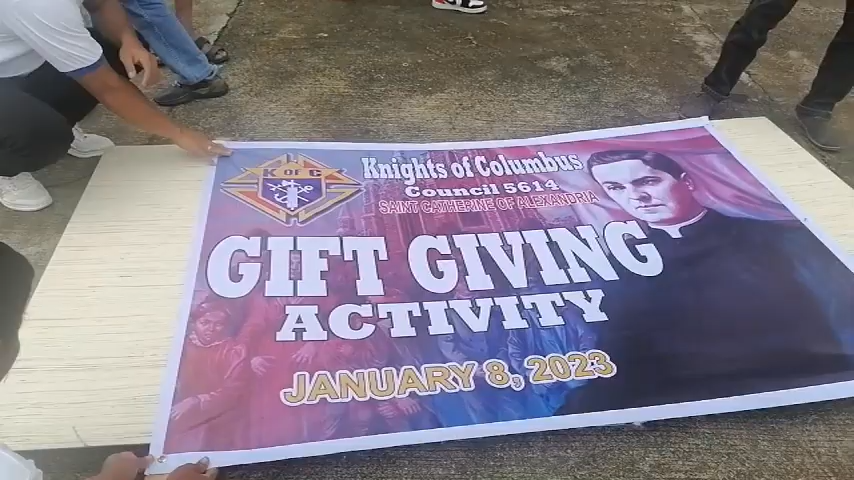 K of C
Knights of Columbus
Council 5614
SAINT CATHERINE OF ALEXANDRIA
GIFT GIVING
ACTIVITY
JANUARY 8, 2023